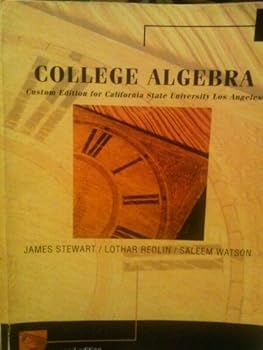 COLLEGE ALGEBRA
Custom Edition for California State University Los Angeles
JAMES STEWART / LOTHAR REDLIN / SALEEM WATSON